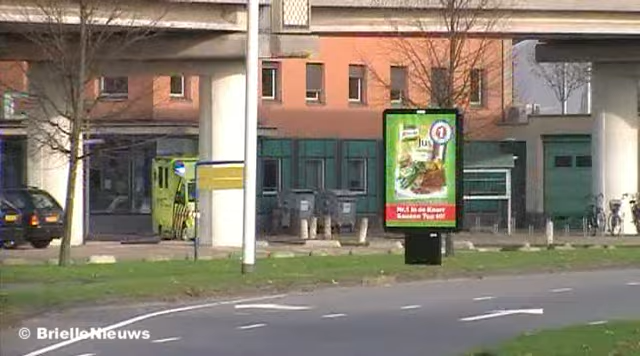 Knorr
Jus
1
Nr.1 in de Knorr
Sauzen Top 10!
© BrielleNieuws